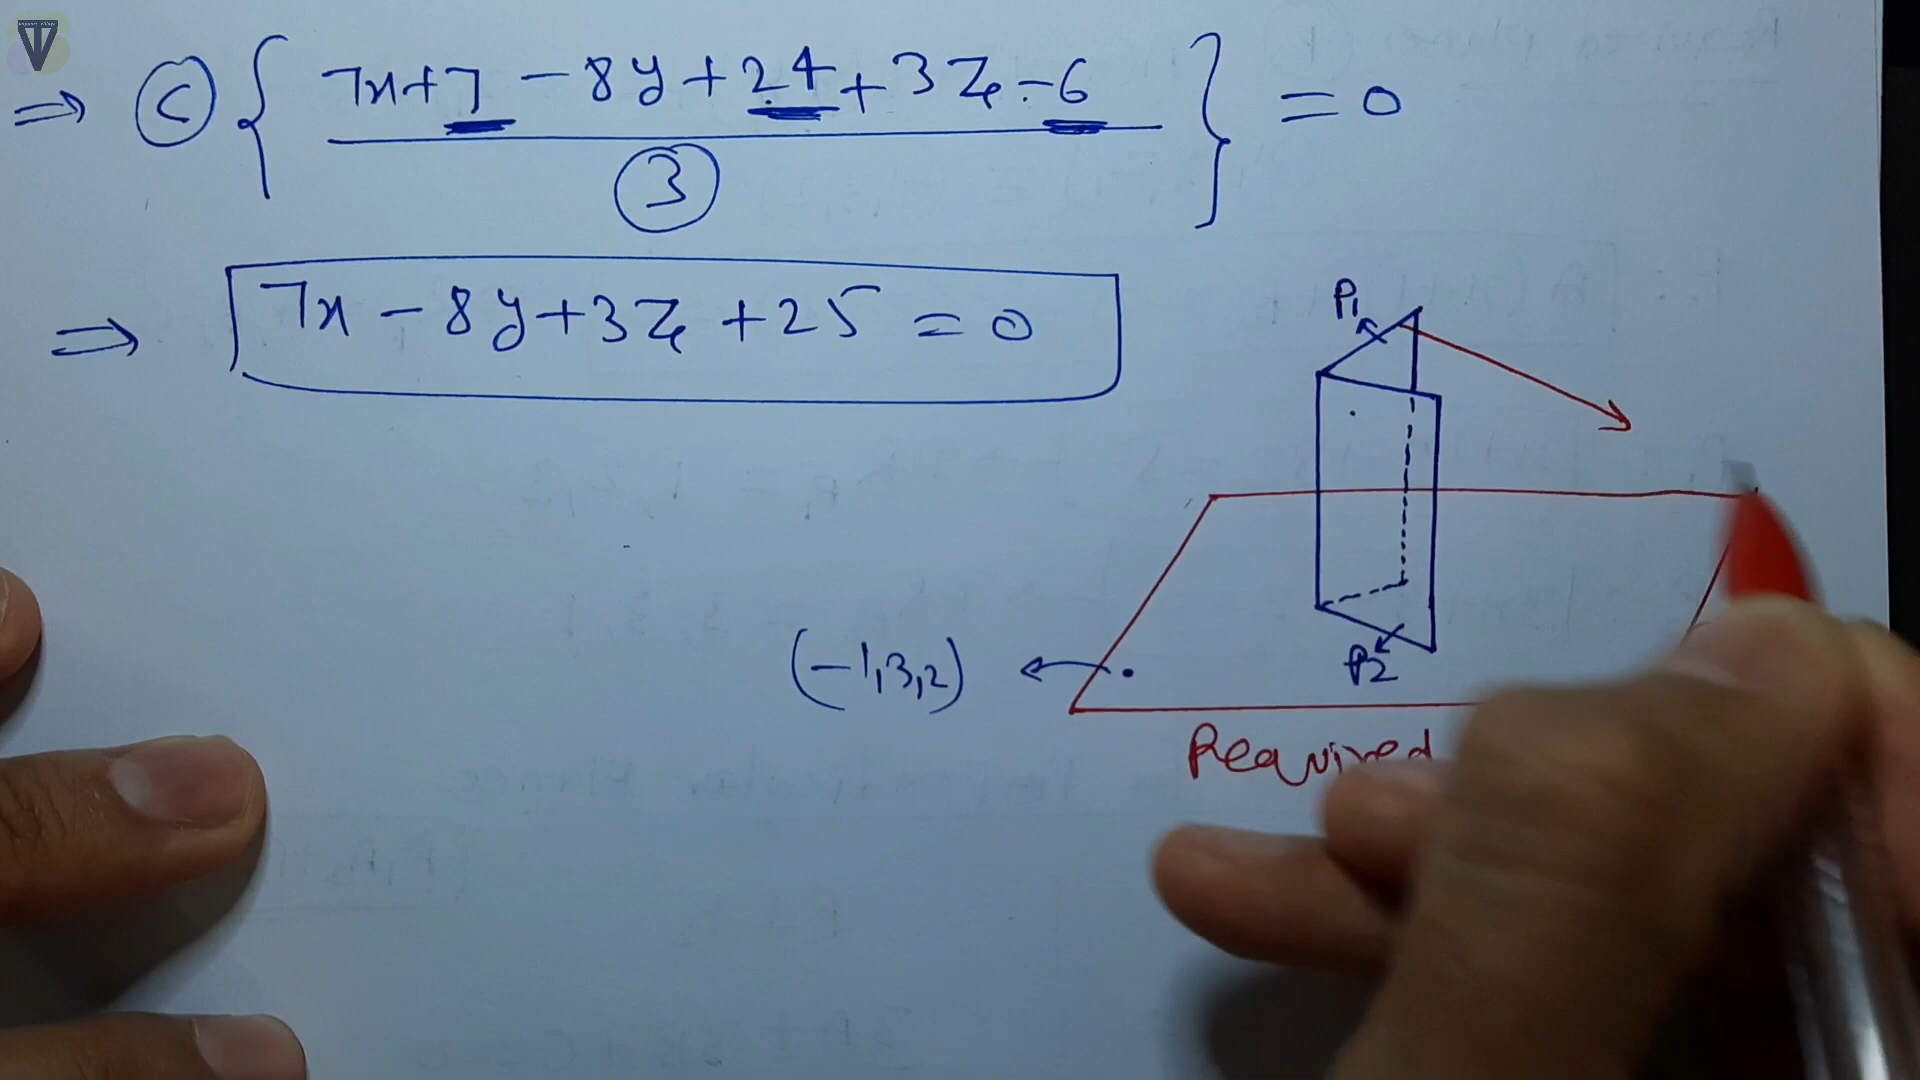 ⇒ ⓒ { (7x+7 -8y+24+3z-6) / ③ } = 0
⇒ 7x - 8y+3z +25 = 0
P1
(-1,3,2)
P2
Required